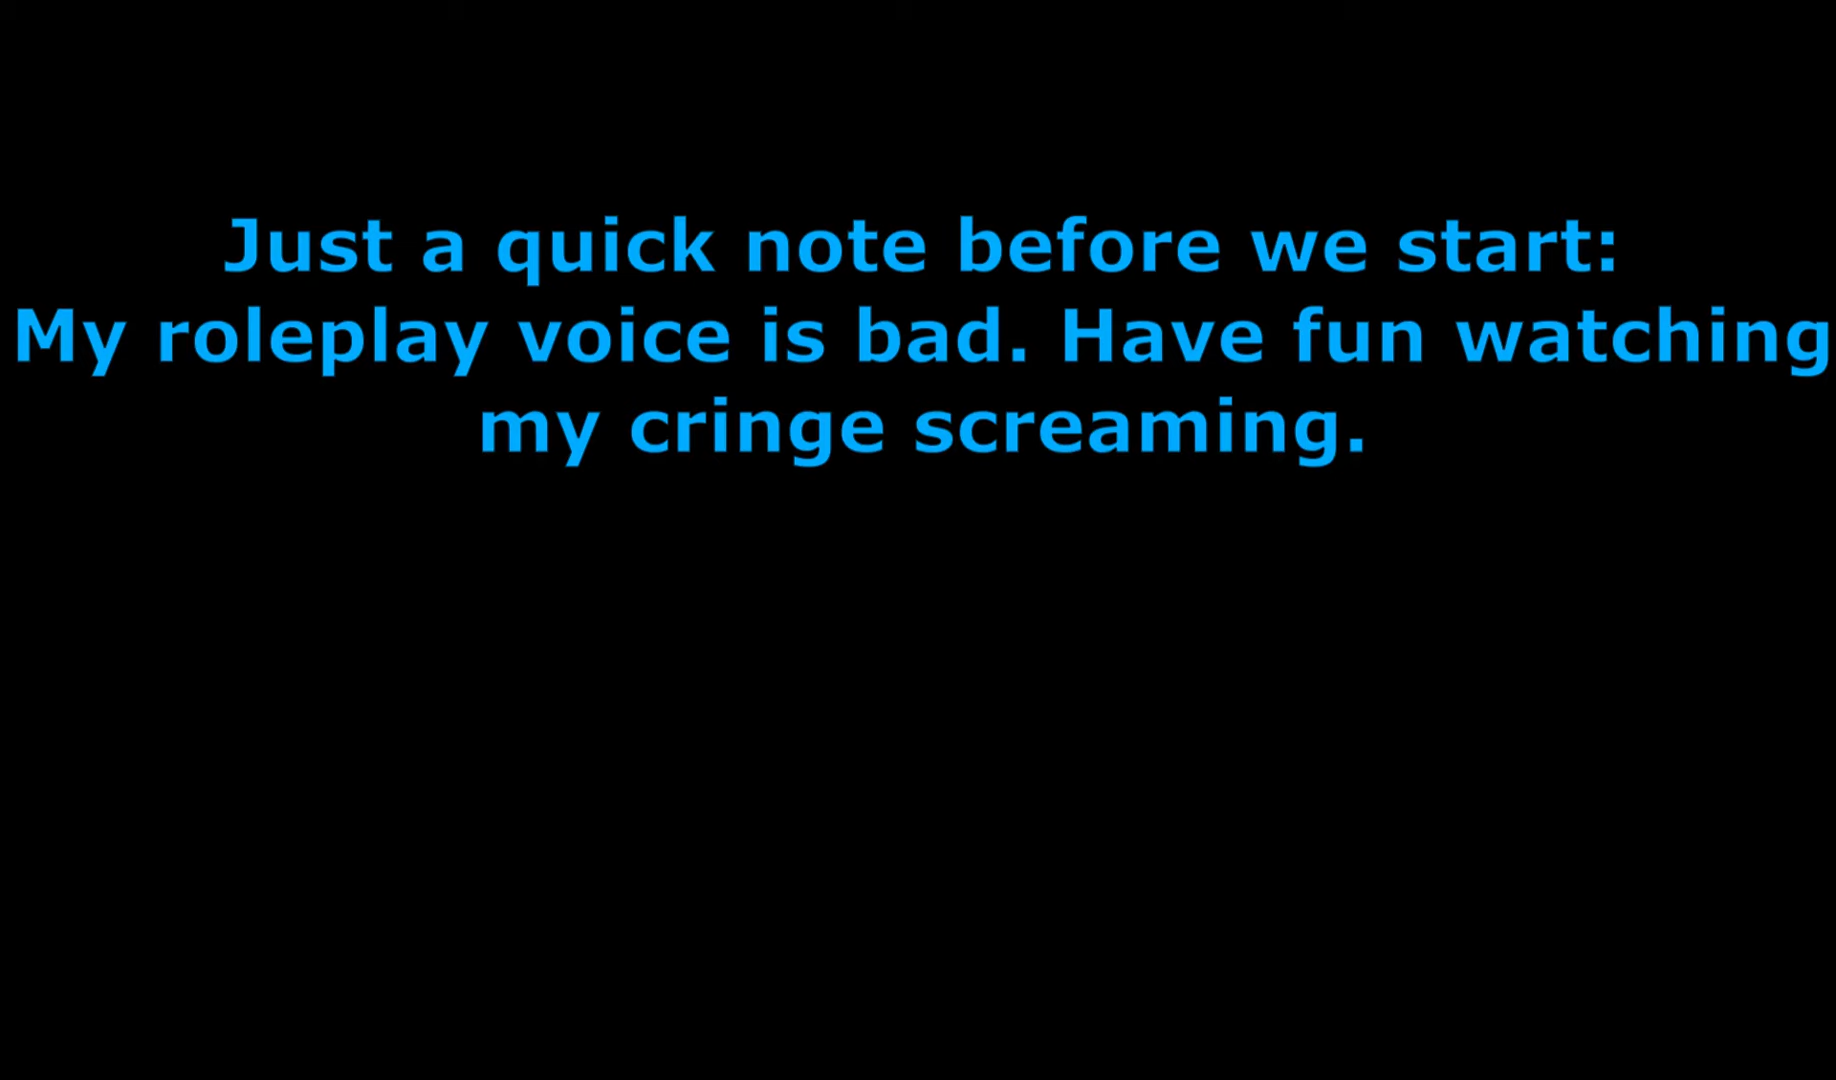 Just a quick note before we start:
My roleplay voice is bad. Have fun watching
my cringe screaming.